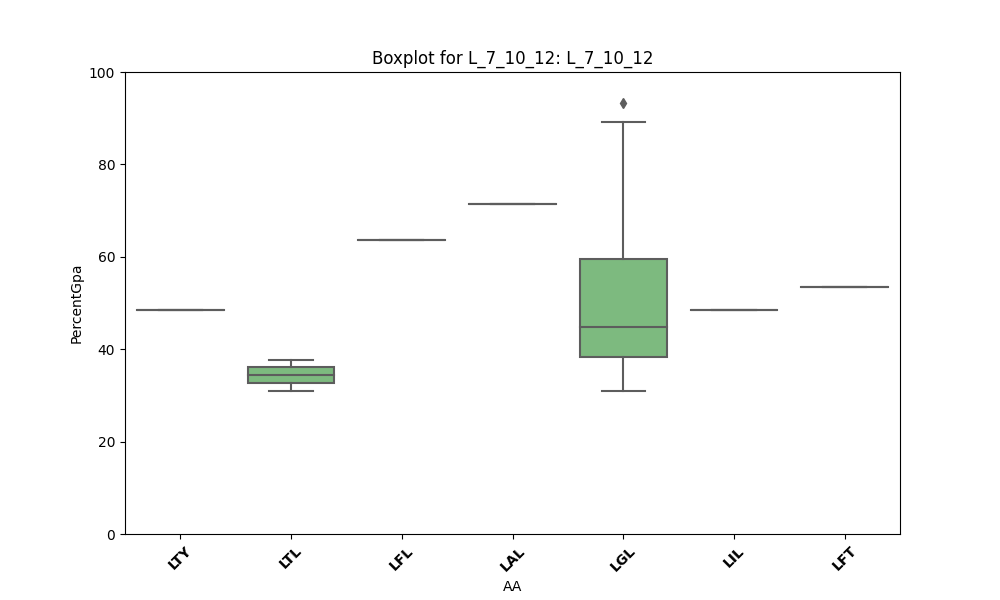 Boxplot for L_7_10_12: L_7_10_12
100
80
60
40
20
0
PercentGpa
LTY
LTL
LFL
LAL
LGL
LIL
LFT
AA